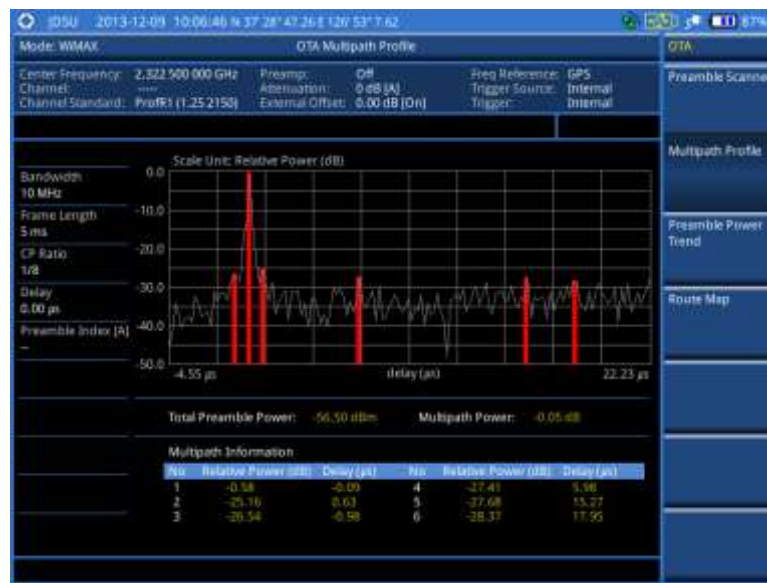 JDSU 2013-12-09 10:06:46 N 37° 28' 47.26 E 126° 53' 7.62 87%
Mode: WiMAX OTA Multipath Profile OTA
Center Frequency: 2.322 500 000 GHz Preamp: Off Freq Reference: GPS
Channel: ----- Attenuation: 0 dB [A] Trigger Source: Internal
Channel Standard: ProfR1 (1.25 2150) External Offset: 0.00 dB [On] Trigger: Internal
Preamble Scanne
Multipath Profile
Preamble Power
Trend
Route Map
Bandwidth
10 MHz
Frame Length
5 ms
CP Ratio
1/8
Delay
0.00 µs
Preamble Index [A]
--
Scale Unit: Relative Power (dB)
0.0
-10.0
-20.0
-30.0
-40.0
-50.0
-4.55 µs delay(µs) 22.23 µs
Total Preamble Power: -56.50 dBm Multipath Power: -0.05 dB
Multipath Information
No Relative Power (dB) Delay (µs) No Relative Power (dB) Delay (µs)
1 -0.58 -0.09 4 -27.41 5.98
2 -25.16 0.63 5 -27.68 15.27
3 -26.54 -0.98 6 -28.37 17.95